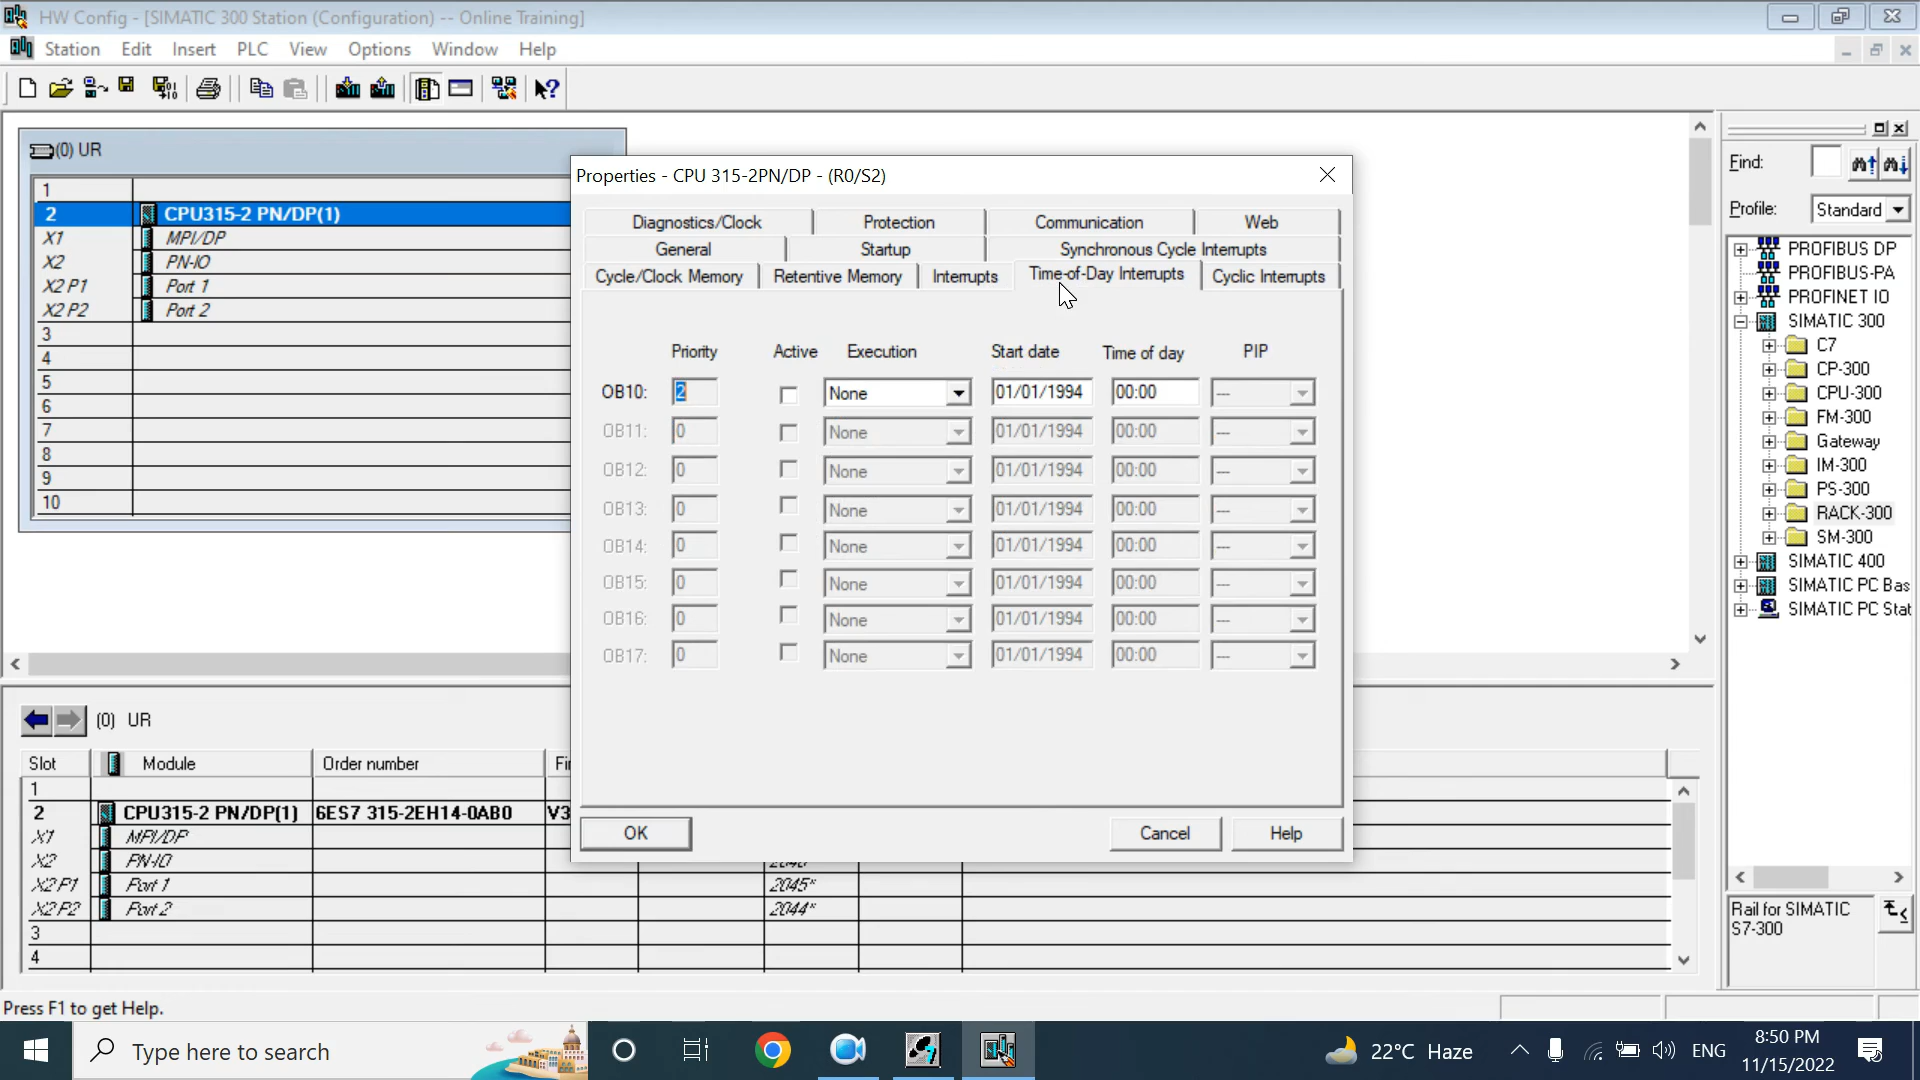 HW Config - [SIMATIC 300 Station (Configuration) -- Online Training]
Station Edit Insert PLC View Options Window Help
(0) UR
1
2 CPU315-2 PN/DP(1)
X1 MPI/DP
X2 PN-IO
X2 P1 Port 1
X2 P2 Port 2
3
4
5
6
7
8
9
10
Properties - CPU 315-2PN/DP - (R0/S2)
Diagnostics/Clock Protection Communication Web
General Startup Synchronous Cycle Interrupts
Cycle/Clock Memory Retentive Memory Interrupts Time-of-Day Interrupts Cyclic Interrupts
Priority Active Execution Start date Time of day PIP
OB10: 2 None 01/01/1994 00:00 ---
OB11: 0 None 01/01/1994 00:00 ---
OB12: 0 None 01/01/1994 00:00 ---
OB13: 0 None 01/01/1994 00:00 ---
OB14: 0 None 01/01/1994 00:00 ---
OB15: 0 None 01/01/1994 00:00 ---
OB16: 0 None 01/01/1994 00:00 ---
OB17: 0 None 01/01/1994 00:00 ---
OK Cancel Help
Find:
Profile: Standard
PROFIBUS DP
PROFIBUS-PA
PROFINET IO
SIMATIC 300
C7
CP-300
CPU-300
FM-300
Gateway
IM-300
PS-300
RACK-300
SM-300
SIMATIC 400
SIMATIC PC Bas
SIMATIC PC Stat
Rail for SIMATIC
S7-300
(0) UR
Slot Module Order number Fi
1
2 CPU315-2 PN/DP(1) 6ES7 315-2EH14-0AB0 V3
X1 MPI/DP
X2 PN-IO
X2 P1 Port 1 2045*
X2 P2 Port 2 2044*
3
4
Press F1 to get Help.
Type here to search
22°C Haze
ENG
8:50 PM
11/15/2022